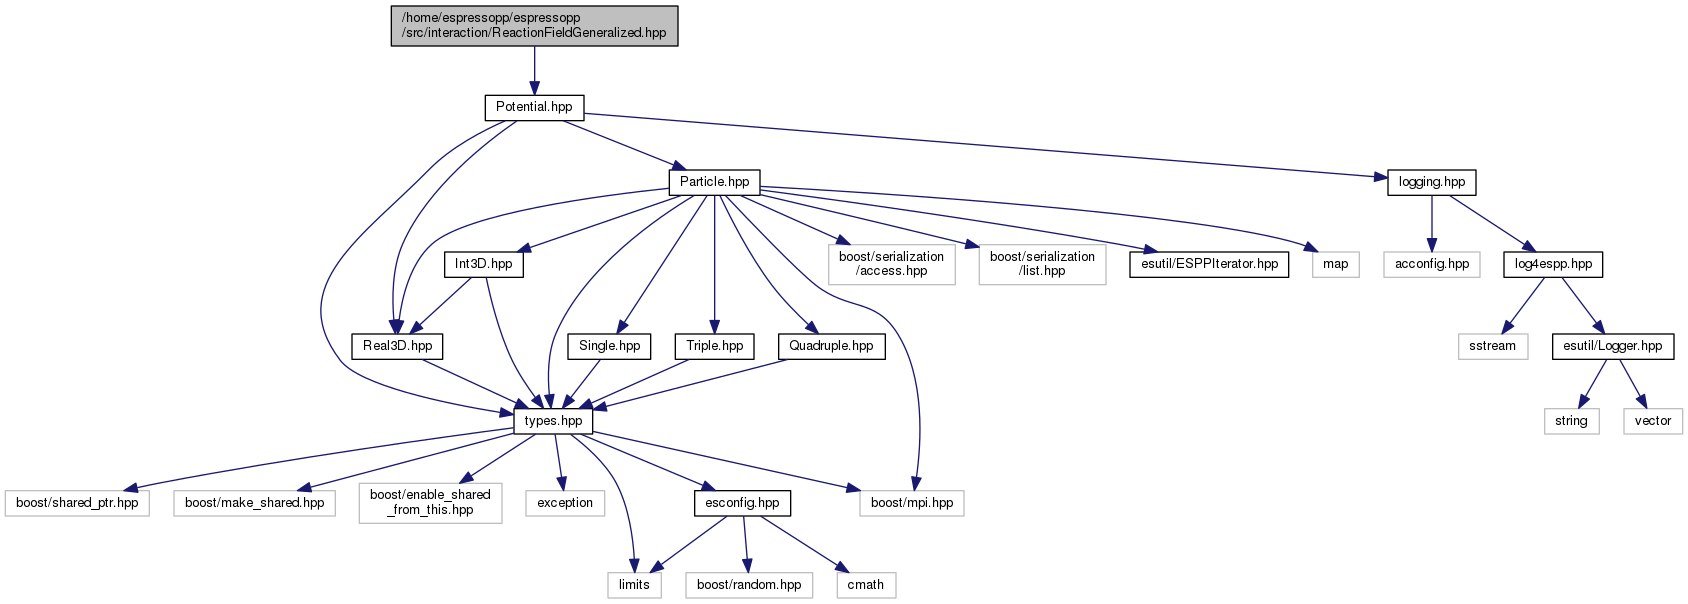 /home/espressopp/espressopp
/src/interaction/ReactionFieldGeneralized.hpp
Potential.hpp
Particle.hpp
logging.hpp
Int3D.hpp
boost/serialization
/access.hpp
boost/serialization
/list.hpp
esutil/ESPPIterator.hpp
map
acconfig.hpp
log4espp.hpp
Real3D.hpp
Single.hpp
Triple.hpp
Quadruple.hpp
sstream
esutil/Logger.hpp
types.hpp
string
vector
boost/shared_ptr.hpp
boost/make_shared.hpp
boost/enable_shared
_from_this.hpp
exception
esconfig.hpp
boost/mpi.hpp
limits
boost/random.hpp
cmath